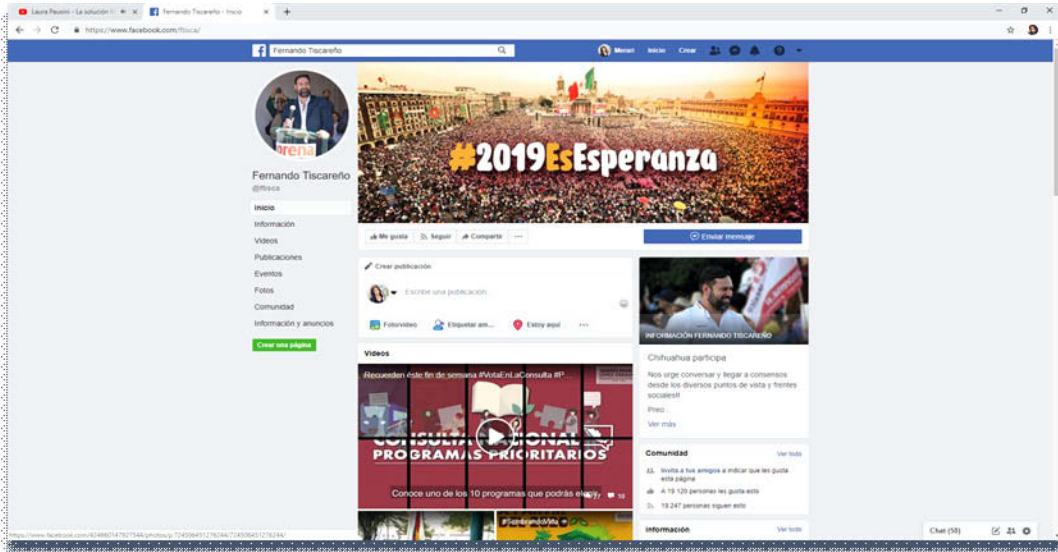 Laura Pausini - La solución
Fernando Tiscareño - Inicio
https://www.facebook.com/ftisca/
Fernando Tiscareño
Inicio
Crear
orena
#2019EsEsperanza
Fernando Tiscareño
@ftisca
Inicio
Información
Videos
Publicaciones
Eventos
Fotos
Comunidad
Información y anuncios
Crear una página
Me gusta
Seguir
Compartir
Enviar mensaje
Crear publicación
Escribe una publicación...
Foto/video
Etiquetar am...
Estoy aquí
Videos
Recuerden éste fin de semana #VotaEnLaConsulta #P...
CONSULTA NACIONAL
PROGRAMAS PRIORITARIOS
Conoce uno de los 10 programas que podrás elegir
#SembrandoVida
INFORMACIÓN FERNANDO TISCAREÑO
Chihuahua participa
Nos urge conversar y llegar a consensos
desde los diversos puntos de vista y frentes
sociales!!
Ver más
Comunidad
Ver todo
Invita a tus amigos a indicar que les gusta
esta página
A 19 120 personas les gusta esto
19 247 personas siguen esto
Información
Ver todo
Chat (58)